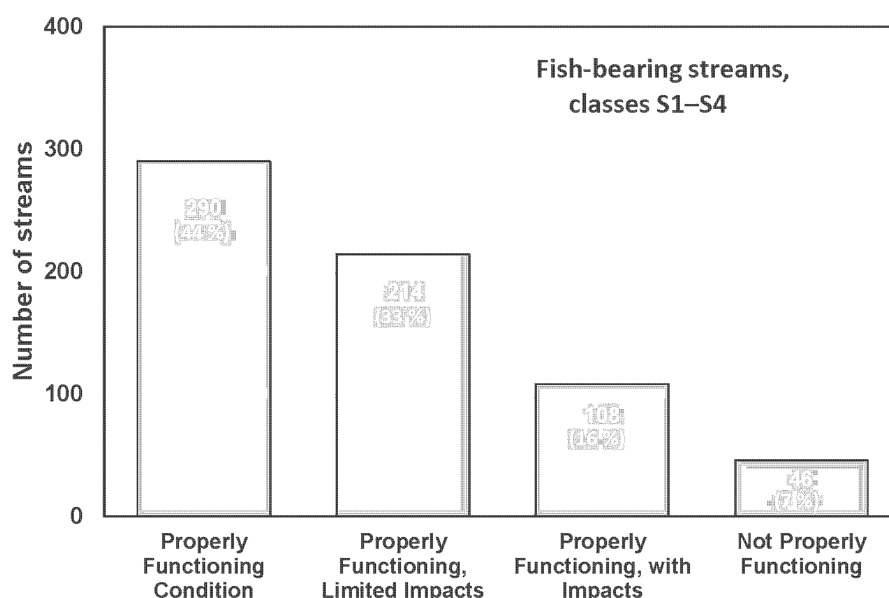 400
300
200
100
0
Number of streams
Fish-bearing streams,
classes S1–S4
290
(44%)
214
(33%)
108
(16%)
46
(7%)
Properly
Functioning
Condition
Properly
Functioning,
Limited Impacts
Properly
Functioning, with
Impacts
Not Properly
Functioning